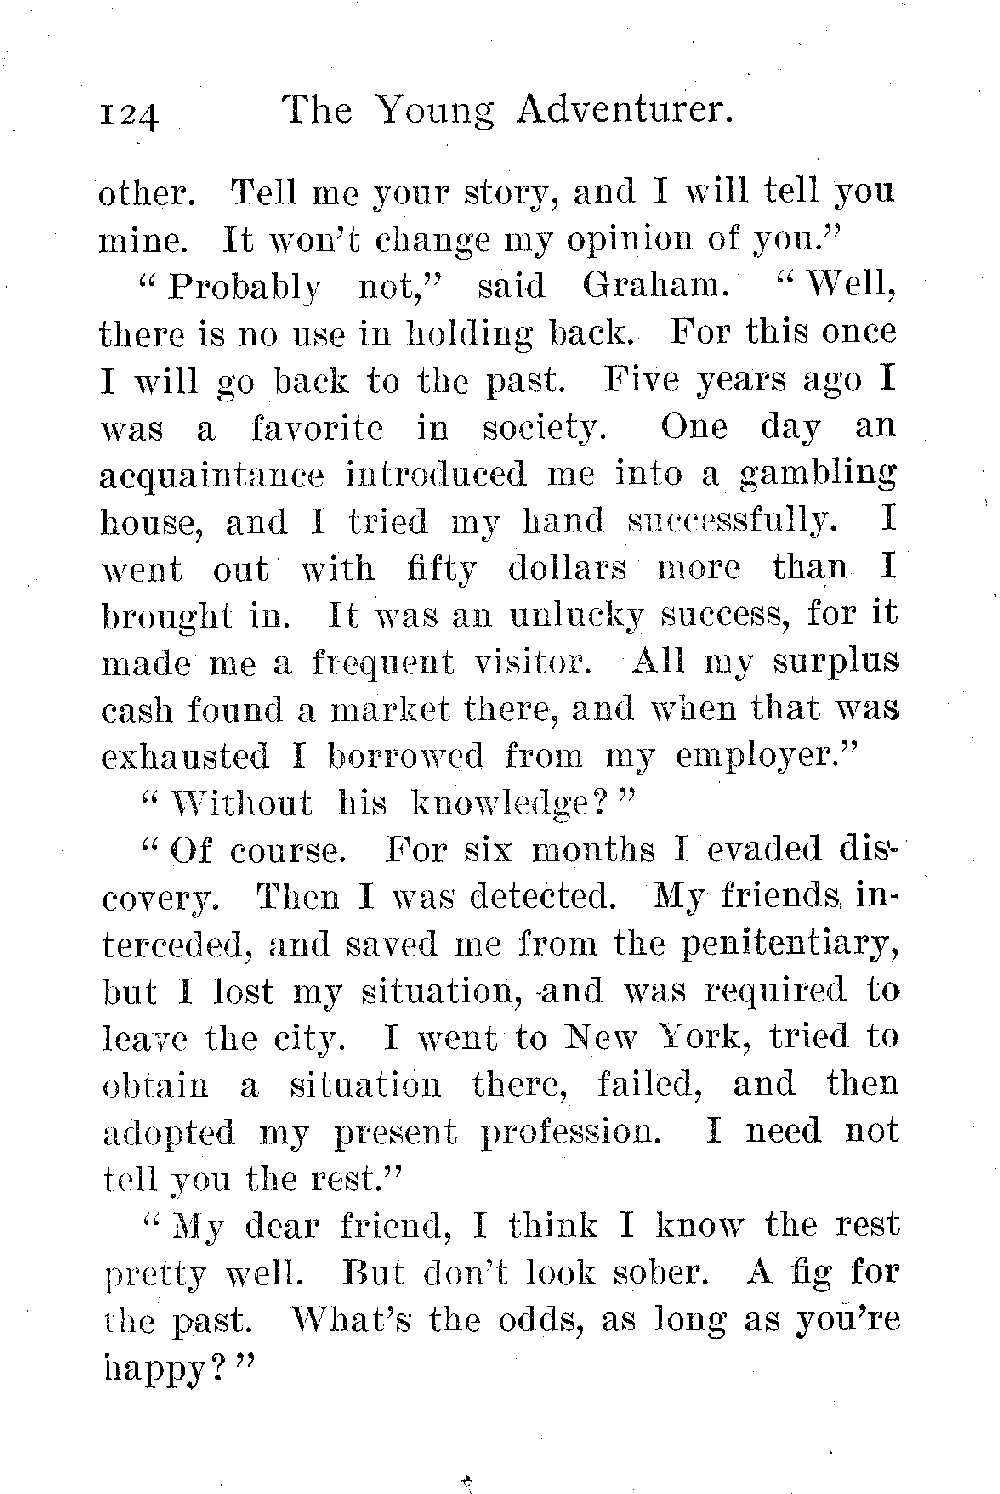 124 The Young Adventurer.
other. Tell me your story, and I will tell you
mine. It won't change my opinion of you."
"Probably not," said Graham. "Well,
there is no use in holding back. For this once
I will go back to the past. Five years ago I
was a favorite in society. One day an
acquaintance introduced me into a gambling
house, and I tried my hand successfully. I
went out with fifty dollars more than I
brought in. It was an unlucky success, for it
made me a frequent visitor. All my surplus
cash found a market there, and when that was
exhausted I borrowed from my employer."
"Without his knowledge?"
"Of course. For six months I evaded dis-
covery. Then I was detected. My friends in-
terceded, and saved me from the penitentiary,
but I lost my situation, and was required to
leave the city. I went to New York, tried to
obtain a situation there, failed, and then
adopted my present profession. I need not
tell you the rest."
"My dear friend, I think I know the rest
pretty well. But don't look sober. A fig for
the past. What's the odds, as long as you're
happy?"